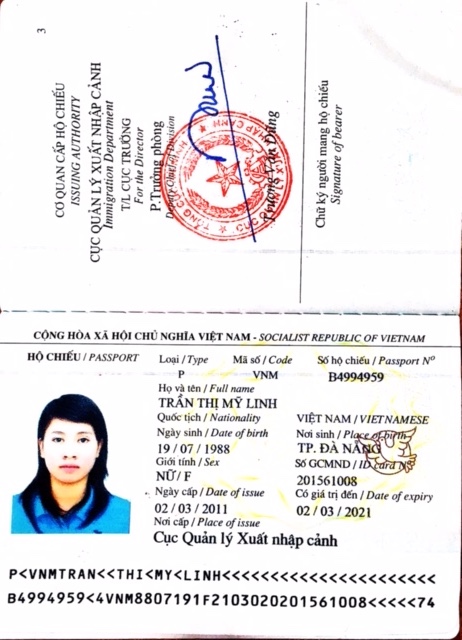 3
CƠ QUAN CẤP HỘ CHIẾU
ISSUING AUTHORITY
CỤC QUẢN LÝ XUẤT NHẬP CẢNH
Immigration Department
T/L CỤC TRƯỞNG
For the Director
P.Trưởng phòng
Deputy Chief of Division
Trương Văn Dũng
Chữ ký người mang hộ chiếu
Signature of bearer
CỘNG HÒA XÃ HỘI CHỦ NGHĨA VIỆT NAM - SOCIALIST REPUBLIC OF VIETNAM
HỘ CHIẾU / PASSPORT Loại / Type Mã số / Code Số hộ chiếu / Passport Nº
P VNM B4994959
Họ và tên / Full name
TRẦN THỊ MỸ LINH
Quốc tịch / Nationality VIỆT NAM / VIETNAMESE
Ngày sinh / Date of birth Nơi sinh / Place of birth
19 / 07 / 1988 TP. ĐÀ NẴNG
Giới tính / Sex Số GCMND / ID card Nº
NỮ / F 201561008
Ngày cấp / Date of issue Có giá trị đến / Date of expiry
02 / 03 / 2011 02 / 03 / 2021
Nơi cấp / Place of issue
Cục Quản lý Xuất nhập cảnh
P<VNMTRAN<<THI<MY<LINH<<<<<<<<<<<<<<<<<<<<<<
B4994959<4VNM8807191F2103020201561008<<<<<74